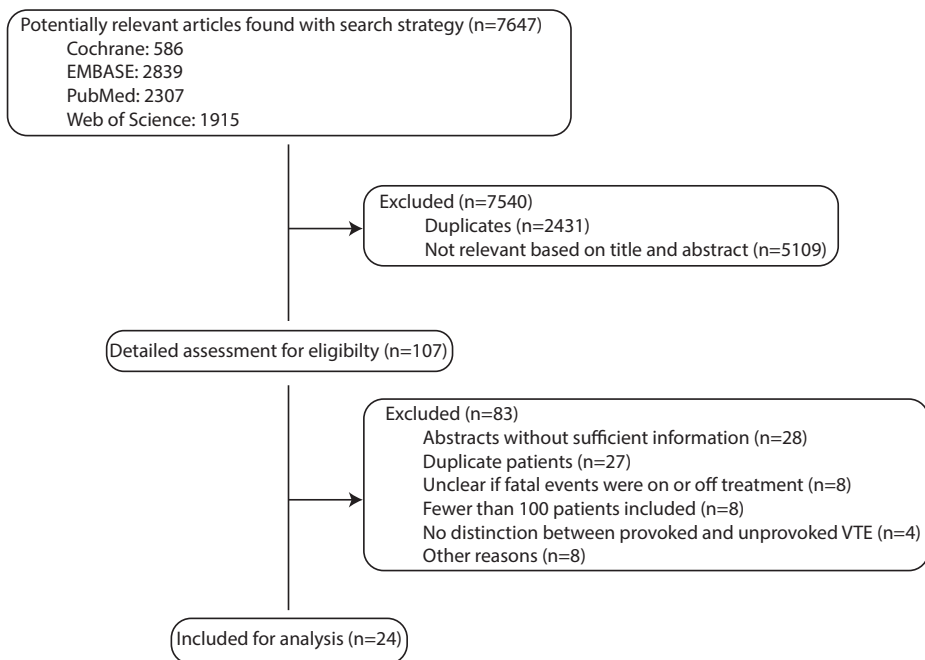 Potentially relevant articles found with search strategy (n=7647)
Cochrane: 586
EMBASE: 2839
PubMed: 2307
Web of Science: 1915
Excluded (n=7540)
Duplicates (n=2431)
Not relevant based on title and abstract (n=5109)
Detailed assessment for eligibilty (n=107)
Excluded (n=83)
Abstracts without sufficient information (n=28)
Duplicate patients (n=27)
Unclear if fatal events were on or off treatment (n=8)
Fewer than 100 patients included (n=8)
No distinction between provoked and unprovoked VTE (n=4)
Other reasons (n=8)
Included for analysis (n=24)